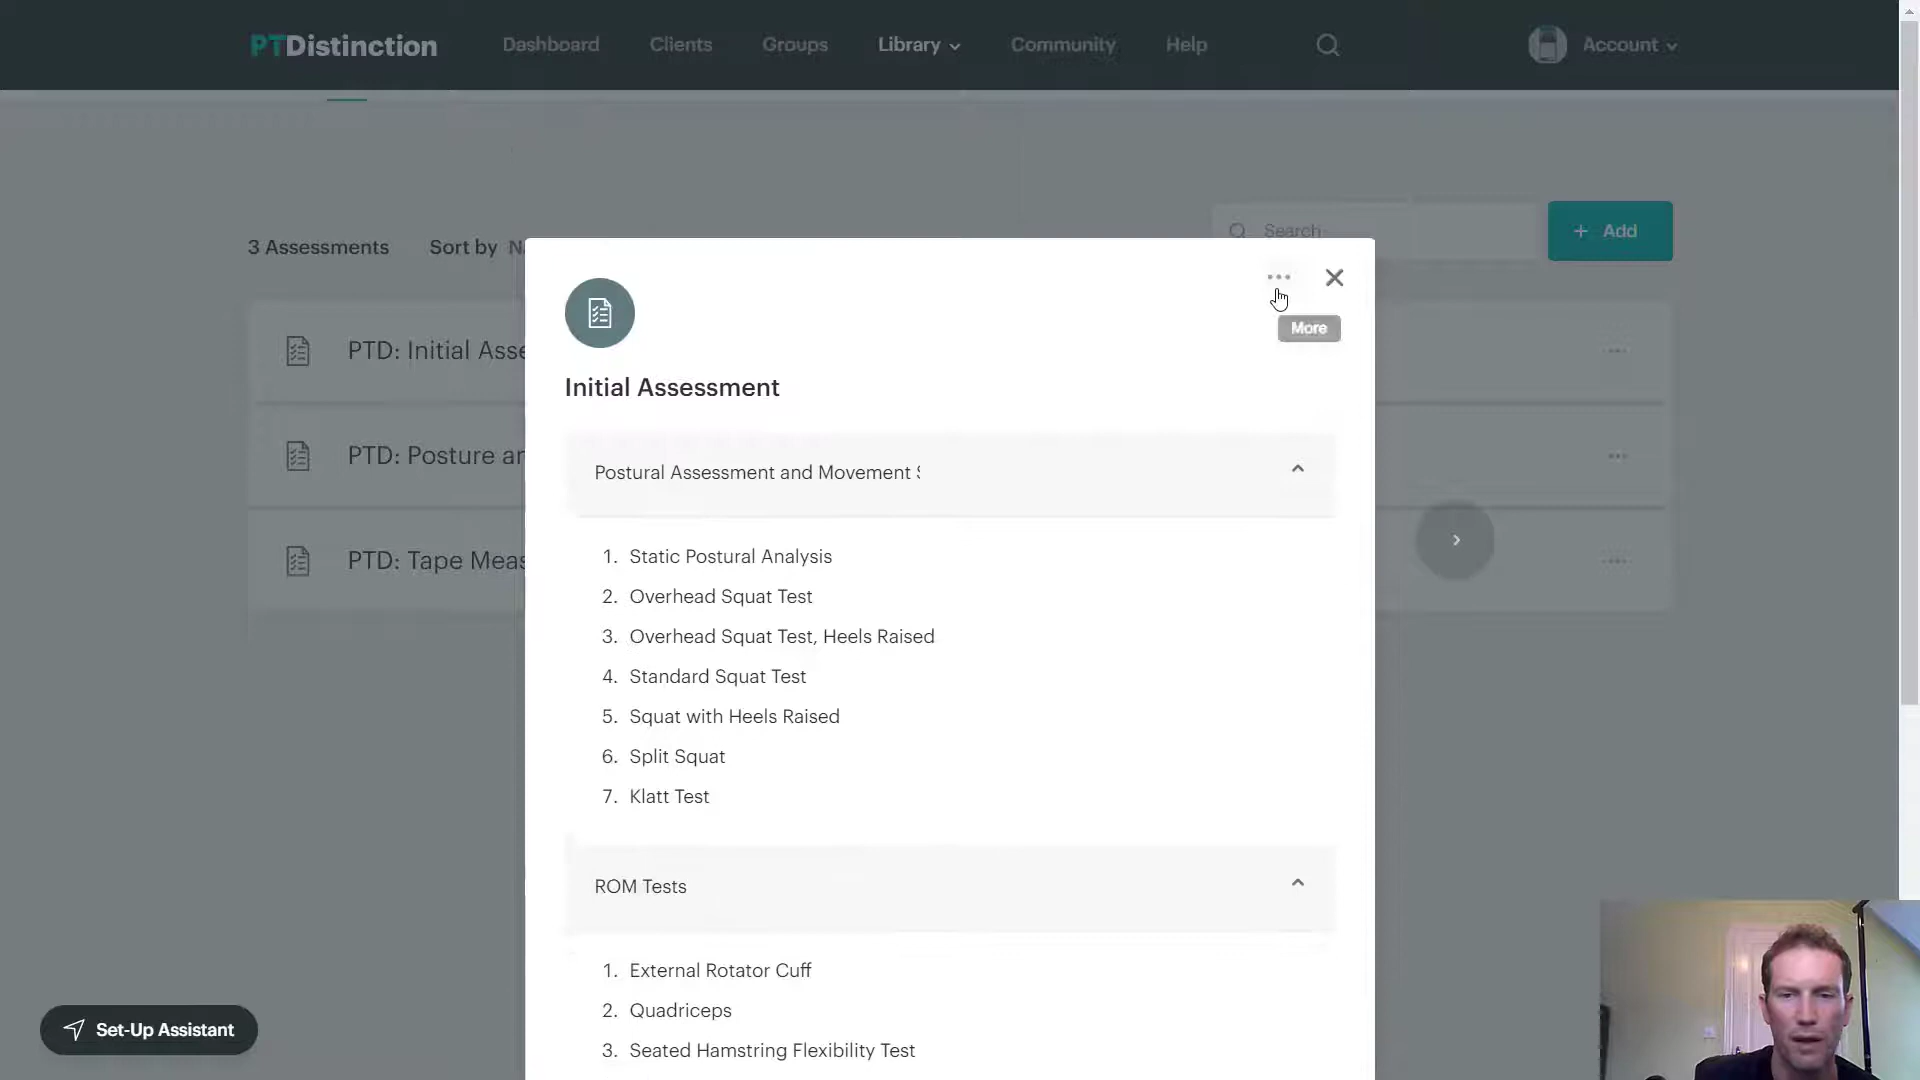 PTDistinction Dashboard Clients Groups Library Community Help Account
3 Assessments Sort by Search + Add
More
Initial Assessment
PTD: Initial
Postural Assessment and Movement
PTD: Posture
1. Static Postural Analysis
PTD: Tape
2. Overhead Squat Test
3. Overhead Squat Test, Heels Raised
4. Standard Squat Test
5. Squat with Heels Raised
6. Split Squat
7. Klatt Test
ROM Tests
1. External Rotator Cuff
2. Quadriceps
3. Seated Hamstring Flexibility Test
Set-Up Assistant